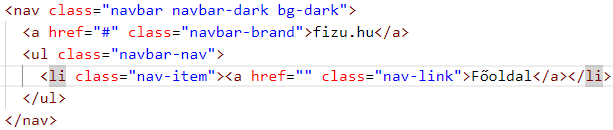 <nav class="navbar navbar-dark bg-dark">
<a href="#" class="navbar-brand">fizu.hu</a>
<ul class="navbar-nav">
<li class="nav-item"><a href="" class="nav-link">Főoldal</a></li>
</ul>
</nav>